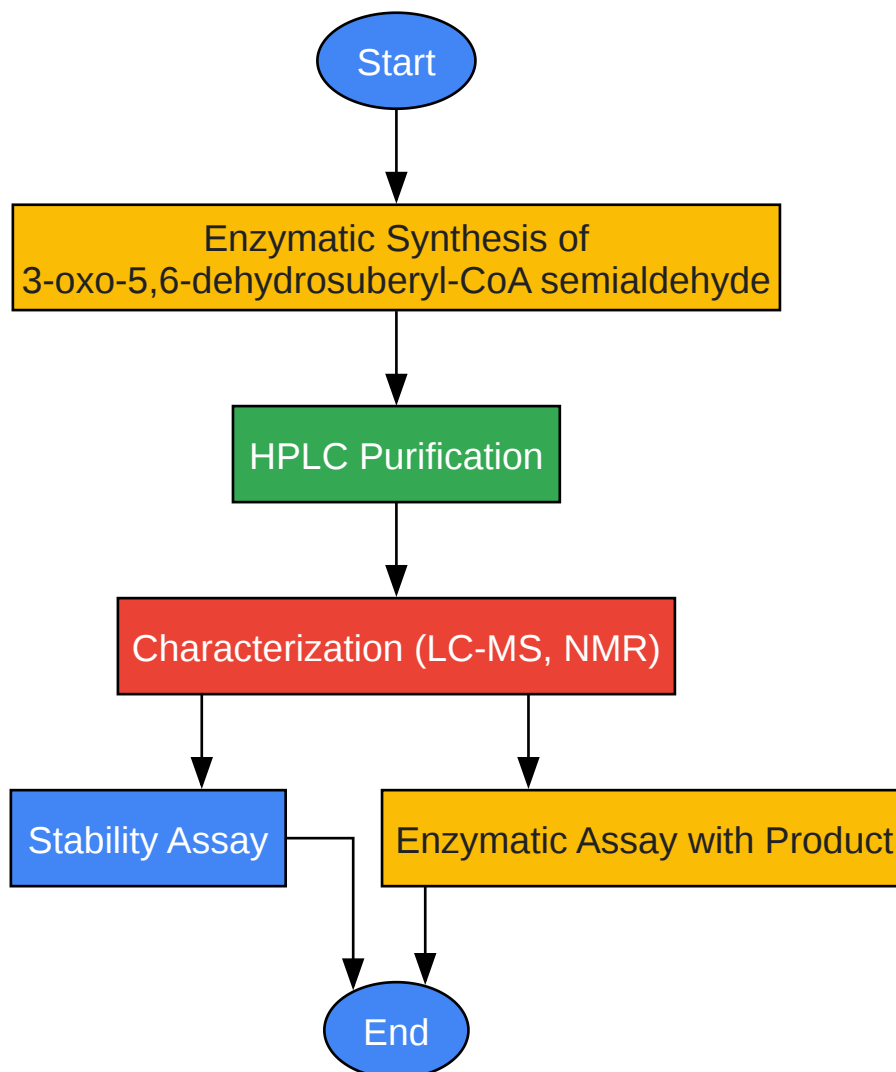 Start
Enzymatic Synthesis of
3-oxo-5,6-dehydrosuberyl-CoA semialdehyde
HPLC Purification
Characterization (LC-MS, NMR)
Stability Assay
Enzymatic Assay with Product
End